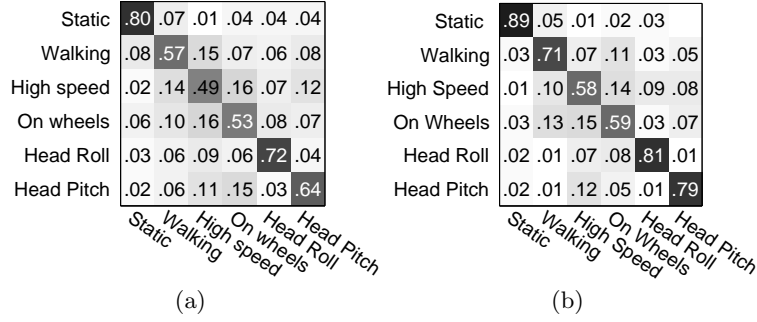 Static .80 .07 .01 .04 .04 .04
Walking .08 .57 .15 .07 .06 .08
High speed .02 .14 .49 .16 .07 .12
On wheels .06 .10 .16 .53 .08 .07
Head Roll .03 .06 .09 .06 .72 .04
Head Pitch .02 .06 .11 .15 .03 .64
Static Walking High speed On wheels Head Roll Head Pitch
(a)
Static .89 .05 .01 .02 .03
Walking .03 .71 .07 .11 .03 .05
High Speed .01 .10 .58 .14 .09 .08
On Wheels .03 .13 .15 .59 .03 .07
Head Roll .02 .01 .07 .08 .81 .01
Head Pitch .02 .01 .12 .05 .01 .79
Static Walking High Speed On Wheels Head Roll Head Pitch
(b)